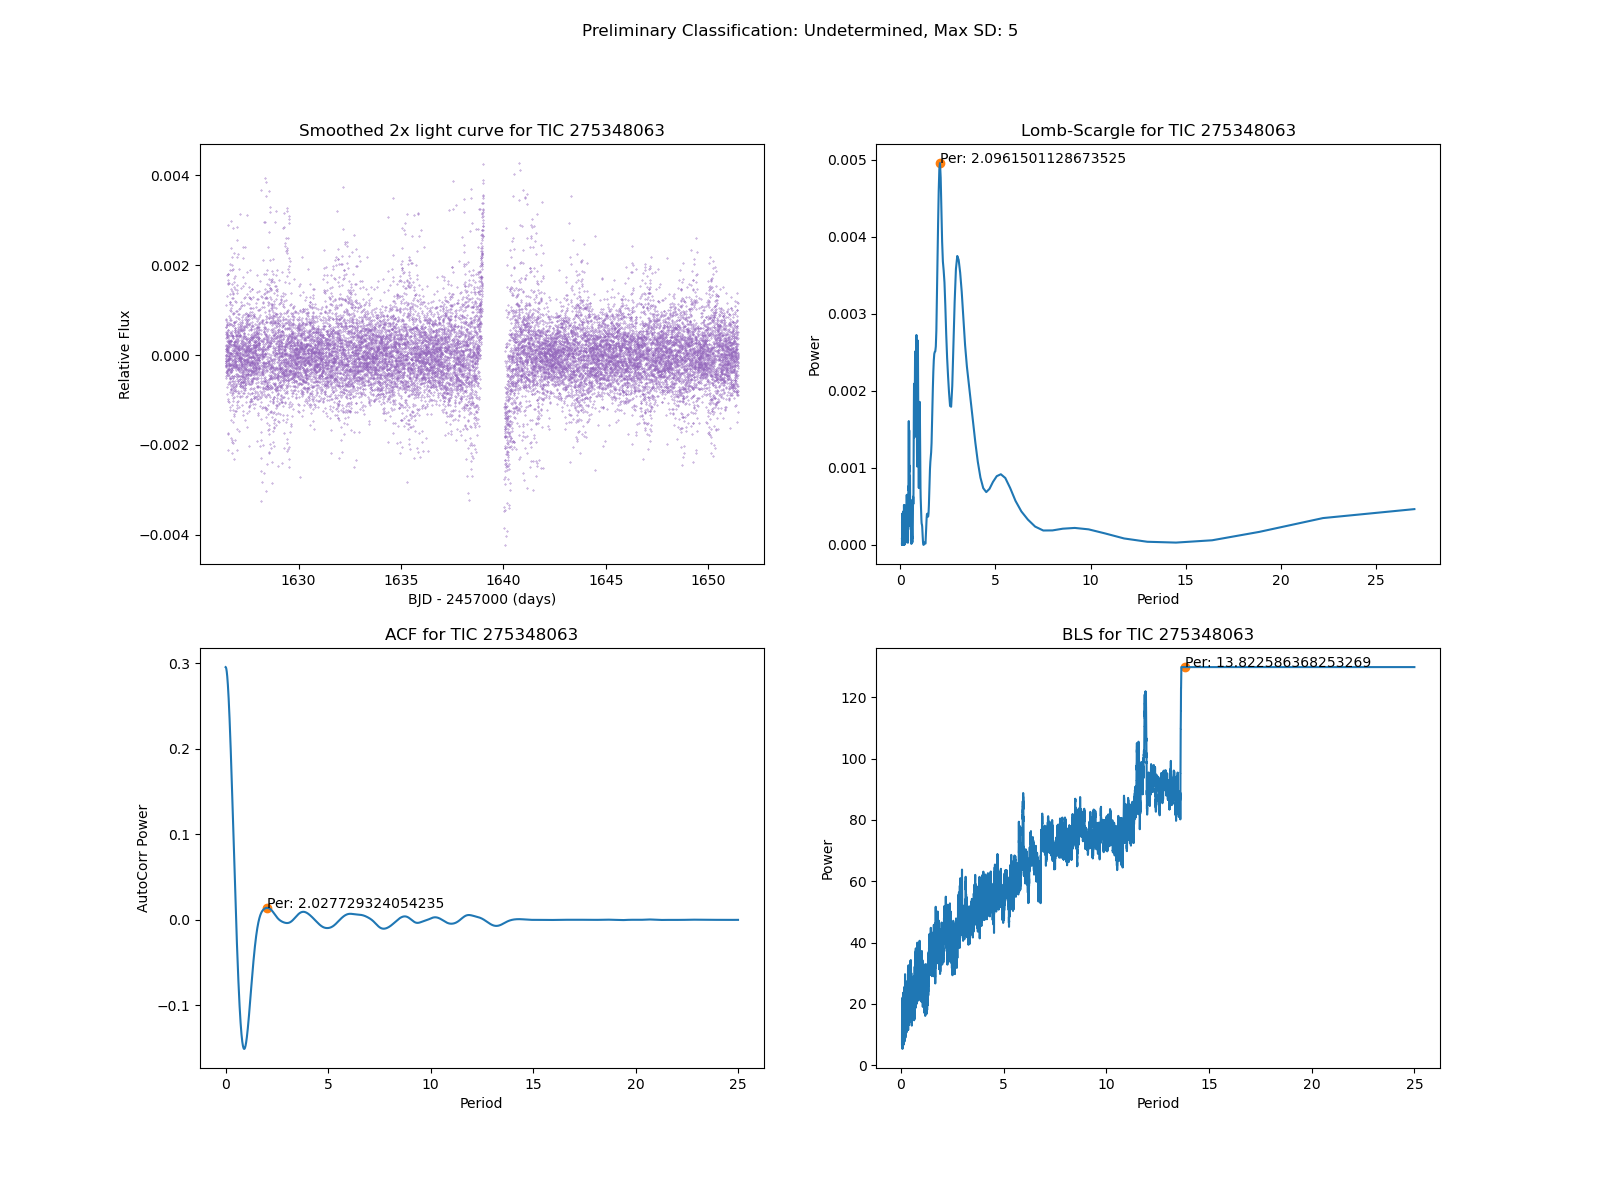 Preliminary Classification: Undetermined, Max SD: 5
Smoothed 2x light curve for TIC 275348063
0.004
0.002
0.000
−0.002
−0.004
Relative Flux
1630
1635
1640
1645
1650
BJD - 2457000 (days)
Lomb-Scargle for TIC 275348063
Per: 2.0961501128673525
0.005
0.004
0.003
0.002
0.001
0.000
Power
0
5
10
15
20
25
Period
ACF for TIC 275348063
Per: 2.027729324054235
0.3
0.2
0.1
0.0
−0.1
AutoCorr Power
0
5
10
15
20
25
Period
BLS for TIC 275348063
Per: 13.822586368253269
120
100
80
60
40
20
0
Power
0
5
10
15
20
25
Period